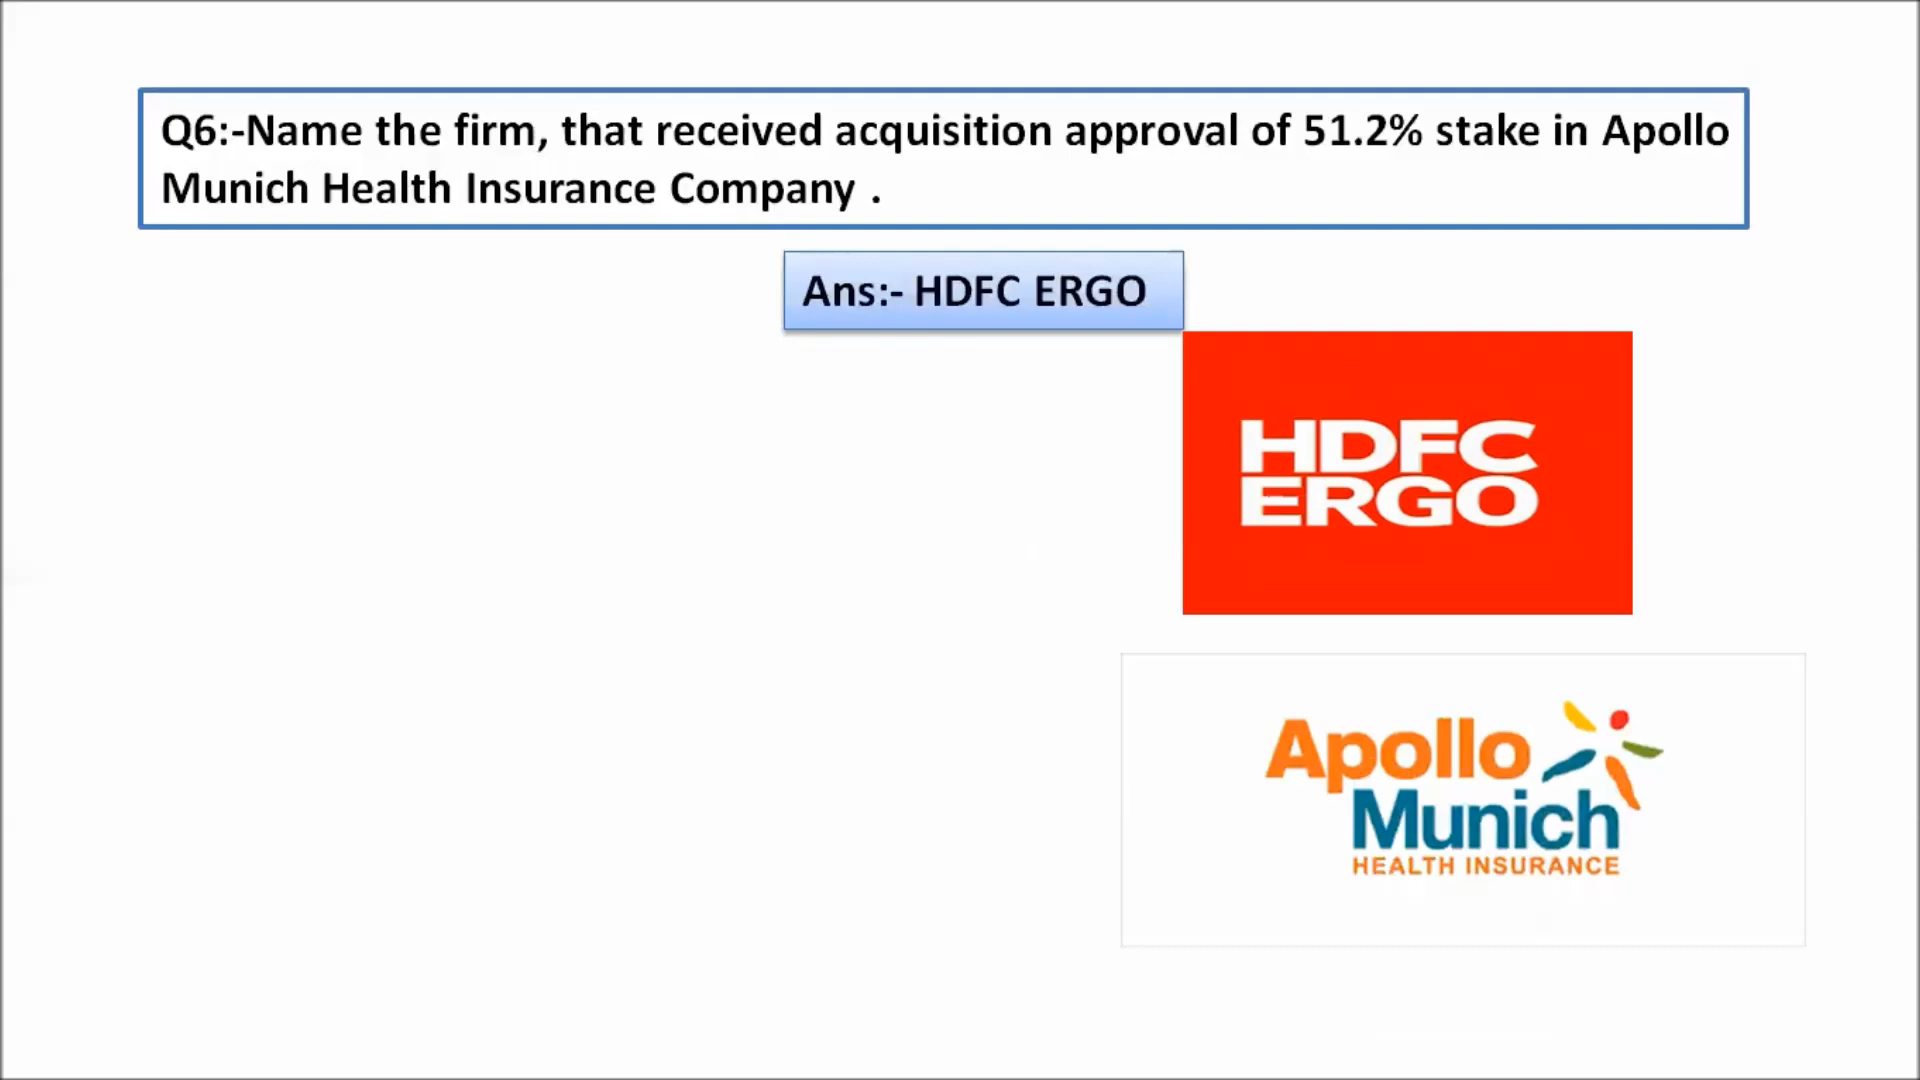 Q6:-Name the firm, that received acquisition approval of 51.2% stake in Apollo
Munich Health Insurance Company .
Ans:- HDFC ERGO
HDFC
ERGO
Apollo
Munich
HEALTH INSURANCE